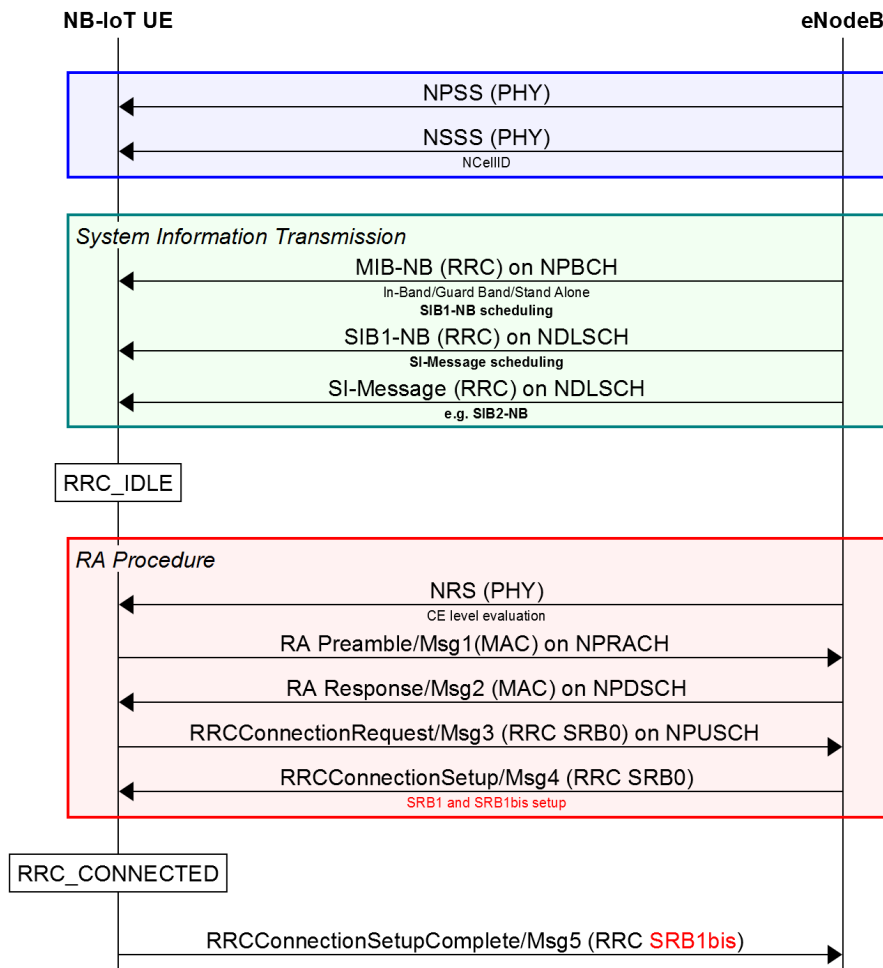 NB-IoT UE
eNodeB
NPSS (PHY)
NSSS (PHY)
NCellID
System Information Transmission
MIB-NB (RRC) on NPBCH
In-Band/Guard Band/Stand Alone
SIB1-NB scheduling
SIB1-NB (RRC) on NDLSCH
SI-Message scheduling
SI-Message (RRC) on NDLSCH
e.g. SIB2-NB
RRC_IDLE
RA Procedure
NRS (PHY)
CE level evaluation
RA Preamble/Msg1(MAC) on NPRACH
RA Response/Msg2 (MAC) on NPDSCH
RRCConnectionRequest/Msg3 (RRC SRB0) on NPUSCH
RRCConnectionSetup/Msg4 (RRC SRB0)
SRB1 and SRB1bis setup
RRC_CONNECTED
RRCConnectionSetupComplete/Msg5 (RRC SRB1bis)